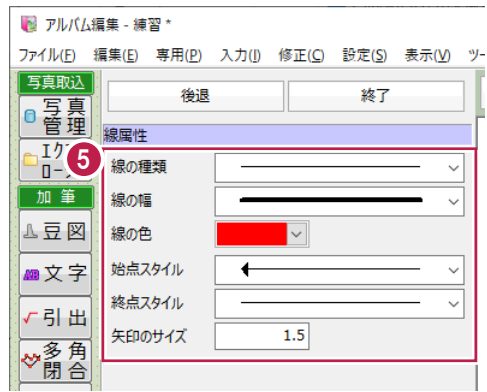 アルバム編集 - 練習 *
ファイル(F) 編集(E) 専用(P) 入力(I) 修正(C) 設定(S) 表示(V) ツー
写真取込
後退 終了
写真
管理
線属性
エクス
ロー
5
線の種類
加 筆
線の幅
豆 図
線の色
文 字
始点スタイル
引 出
終点スタイル
矢印のサイズ 1.5
多 角
閉 合